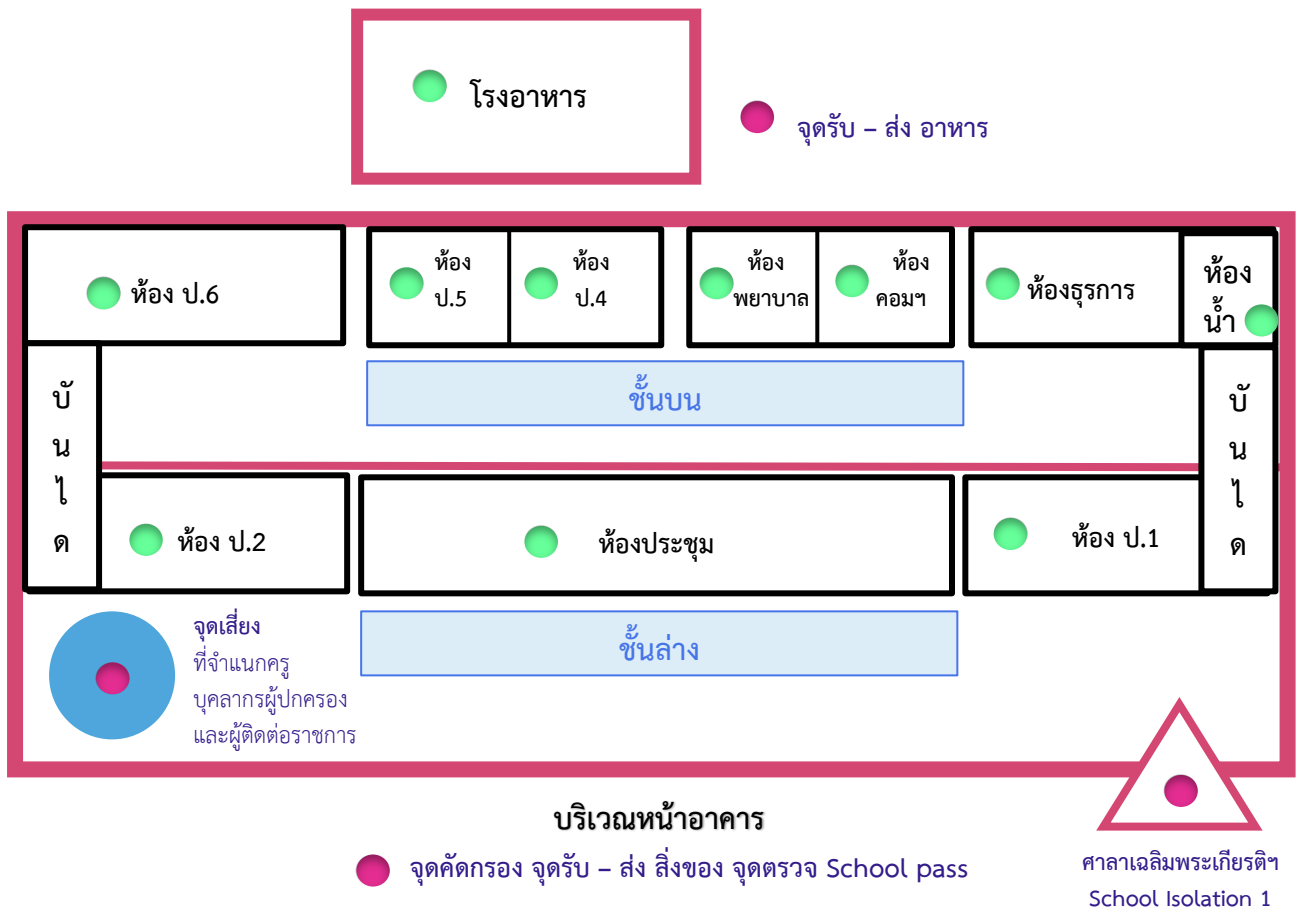 โรงอาหาร
จุดรับ – ส่ง อาหาร
ห้อง ป.6
ห้อง
ป.5
ห้อง
ป.4
ห้อง
พยาบาล
ห้อง
คอมฯ
ห้องธุรการ
ห้อง
น้ำ
บั
น
ไ
ด
ชั้นบน
บั
น
ไ
ด
ห้อง ป.2
ห้องประชุม
ห้อง ป.1
จุดเสี่ยง
ที่จำแนกครู
บุคลากรผู้ปกครอง
และผู้ติดต่อราชการ
ชั้นล่าง
บริเวณหน้าอาคาร
จุดคัดกรอง จุดรับ – ส่ง สิ่งของ จุดตรวจ School pass
ศาลาเฉลิมพระเกียรติฯ
School Isolation 1